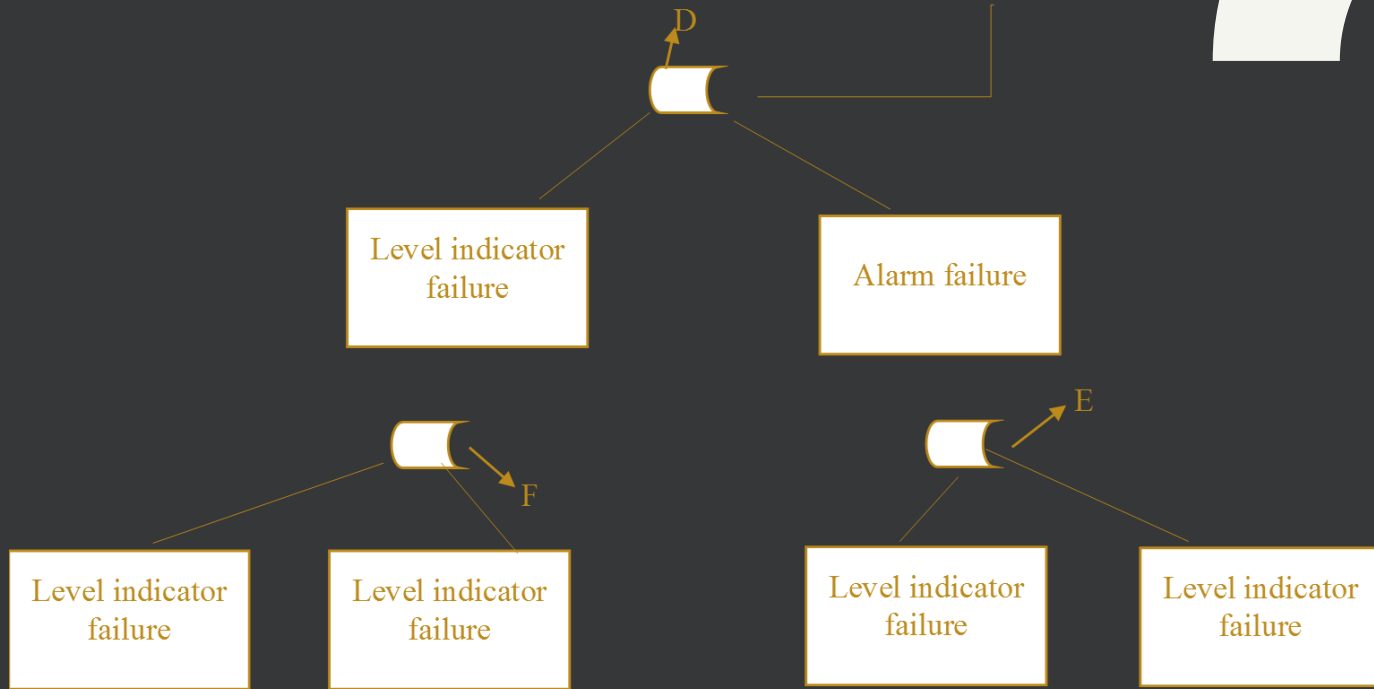 D
Level indicator
failure
Alarm failure
E
F
Level indicator
failure
Level indicator
failure
Level indicator
failure
Level indicator
failure